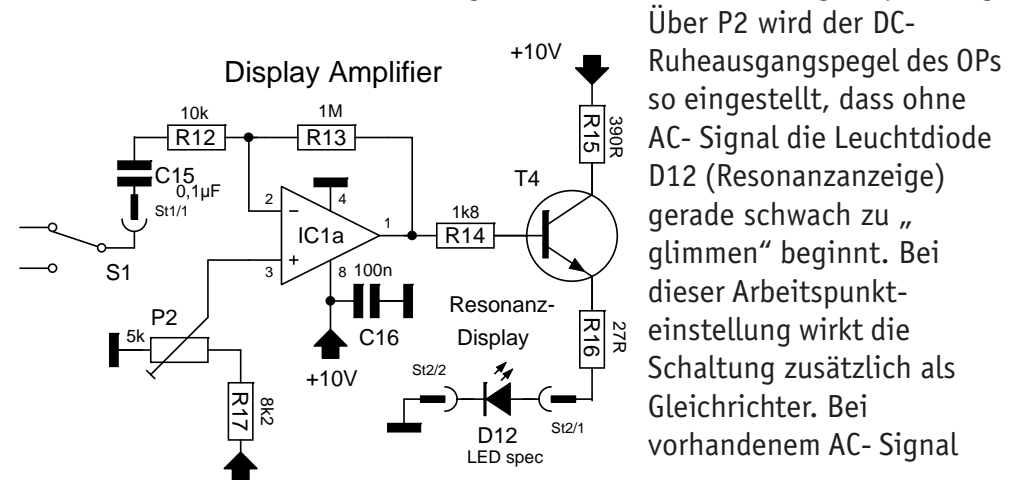 Display Amplifier
+10V
R15
390R
10k
R12
1M
R13
C15
0,1µF
St1/1
S1
2
−
4
IC1a
1
3
+
8
100n
C16
+10V
1k8
R14
T4
P2
5k
R17
8k2
Resonanz-
Display
R16
27R
St2/2
D12
LED spec
St2/1
Über P2 wird der DC-
Ruheausgangspegel des OPs
so eingestellt, dass ohne
AC- Signal die Leuchtdiode
D12 (Resonanzanzeige)
gerade schwach zu „
glimmen“ beginnt. Bei
dieser Arbeitspunkt-
einstellung wirkt die
Schaltung zusätzlich als
Gleichrichter. Bei
vorhandenem AC- Signal